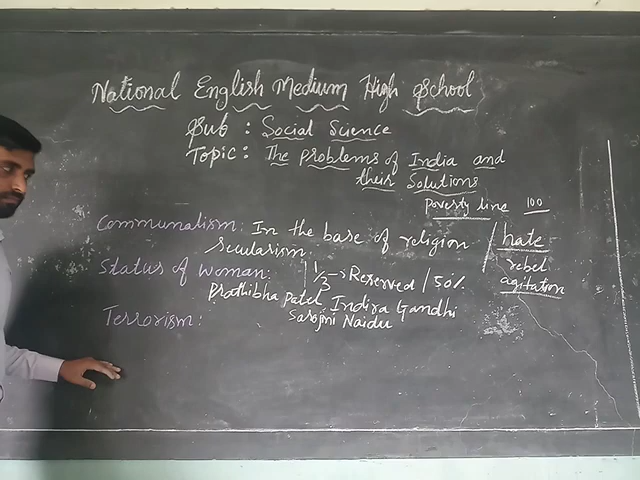 National English Medium High School
Sub : Social Science
Topic: The problems of India and
their Solutions
poverty line 100
Communalism: In the base of religion / hate
secularism. rebel
Status of woman: | 1/3 → Reserved / 50% agitation
Prathibha Patel Indira Gandhi
Sarojini Naidu
Terrorism: